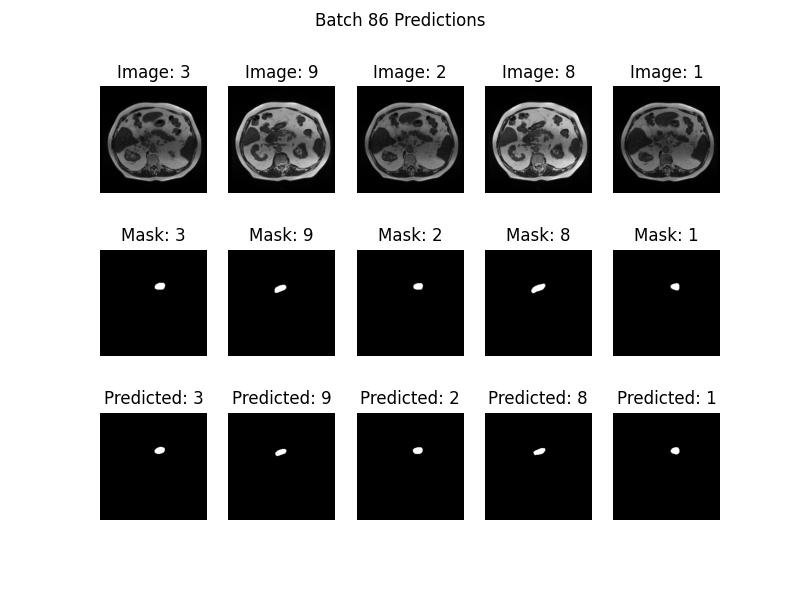 Batch 86 Predictions
Image: 3 Image: 9 Image: 2 Image: 8 Image: 1
Mask: 3 Mask: 9 Mask: 2 Mask: 8 Mask: 1
Predicted: 3 Predicted: 9 Predicted: 2 Predicted: 8 Predicted: 1